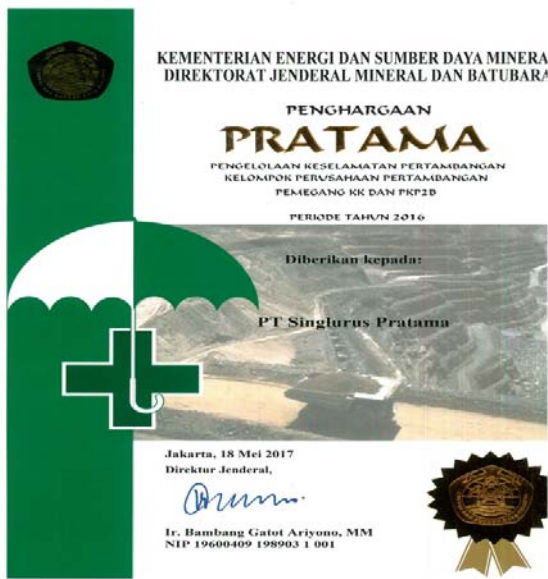 KEMENTERIAN ENERGI DAN SUMBER DAYA MINERA
DIREKTORAT JENDERAL MINERAL DAN BATUBARA
PENGHARGAAN
PRATAMA
PENGELOLAAN KESELAMATAN PERTAMBANGAN
KELOMPOK PERUSAHAAN PERTAMBANGAN
PEMEGANG KK DAN PKP2B
PERIODE TAHUN 2016
Diberikan kepada:
PT Singlurus Pratama
Jakarta, 18 Mei 2017
Direktur Jenderal,
Ir. Bambang Gatot Ariyono, MM
NIP 19600409 198903 1 001